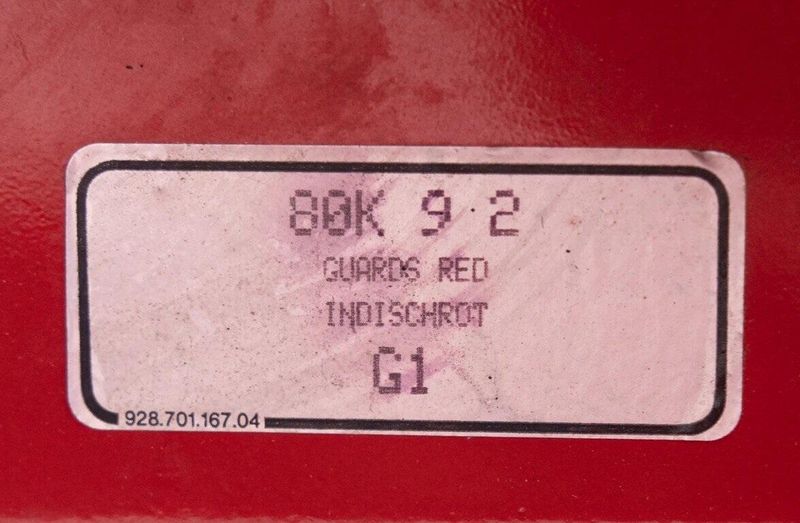 80K 9 2
GUARDS RED
INDISCHROT
G1
928.701.167.04